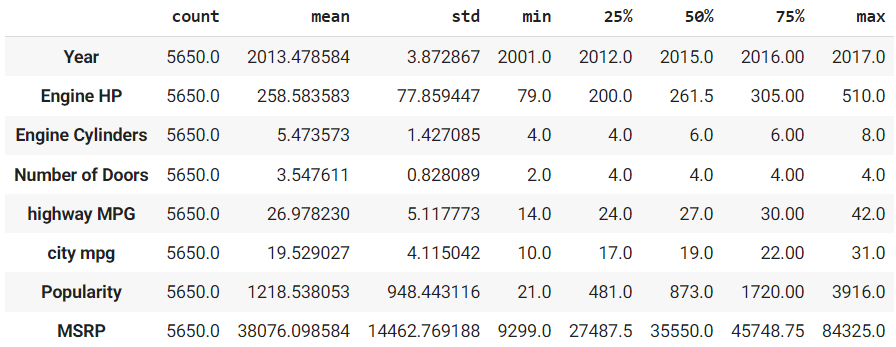 count mean std min 25% 50% 75% max
Year 5650.0 2013.478584 3.872867 2001.0 2012.0 2015.0 2016.00 2017.0
Engine HP 5650.0 258.583583 77.859447 79.0 200.0 261.5 305.00 510.0
Engine Cylinders 5650.0 5.473573 1.427085 4.0 4.0 6.0 6.00 8.0
Number of Doors 5650.0 3.547611 0.828089 2.0 4.0 4.0 4.00 4.0
highway MPG 5650.0 26.978230 5.117773 14.0 24.0 27.0 30.00 42.0
city mpg 5650.0 19.529027 4.115042 10.0 17.0 19.0 22.00 31.0
Popularity 5650.0 1218.538053 948.443116 21.0 481.0 873.0 1720.00 3916.0
MSRP 5650.0 38076.098584 14462.769188 9299.0 27487.5 35550.0 45748.75 84325.0